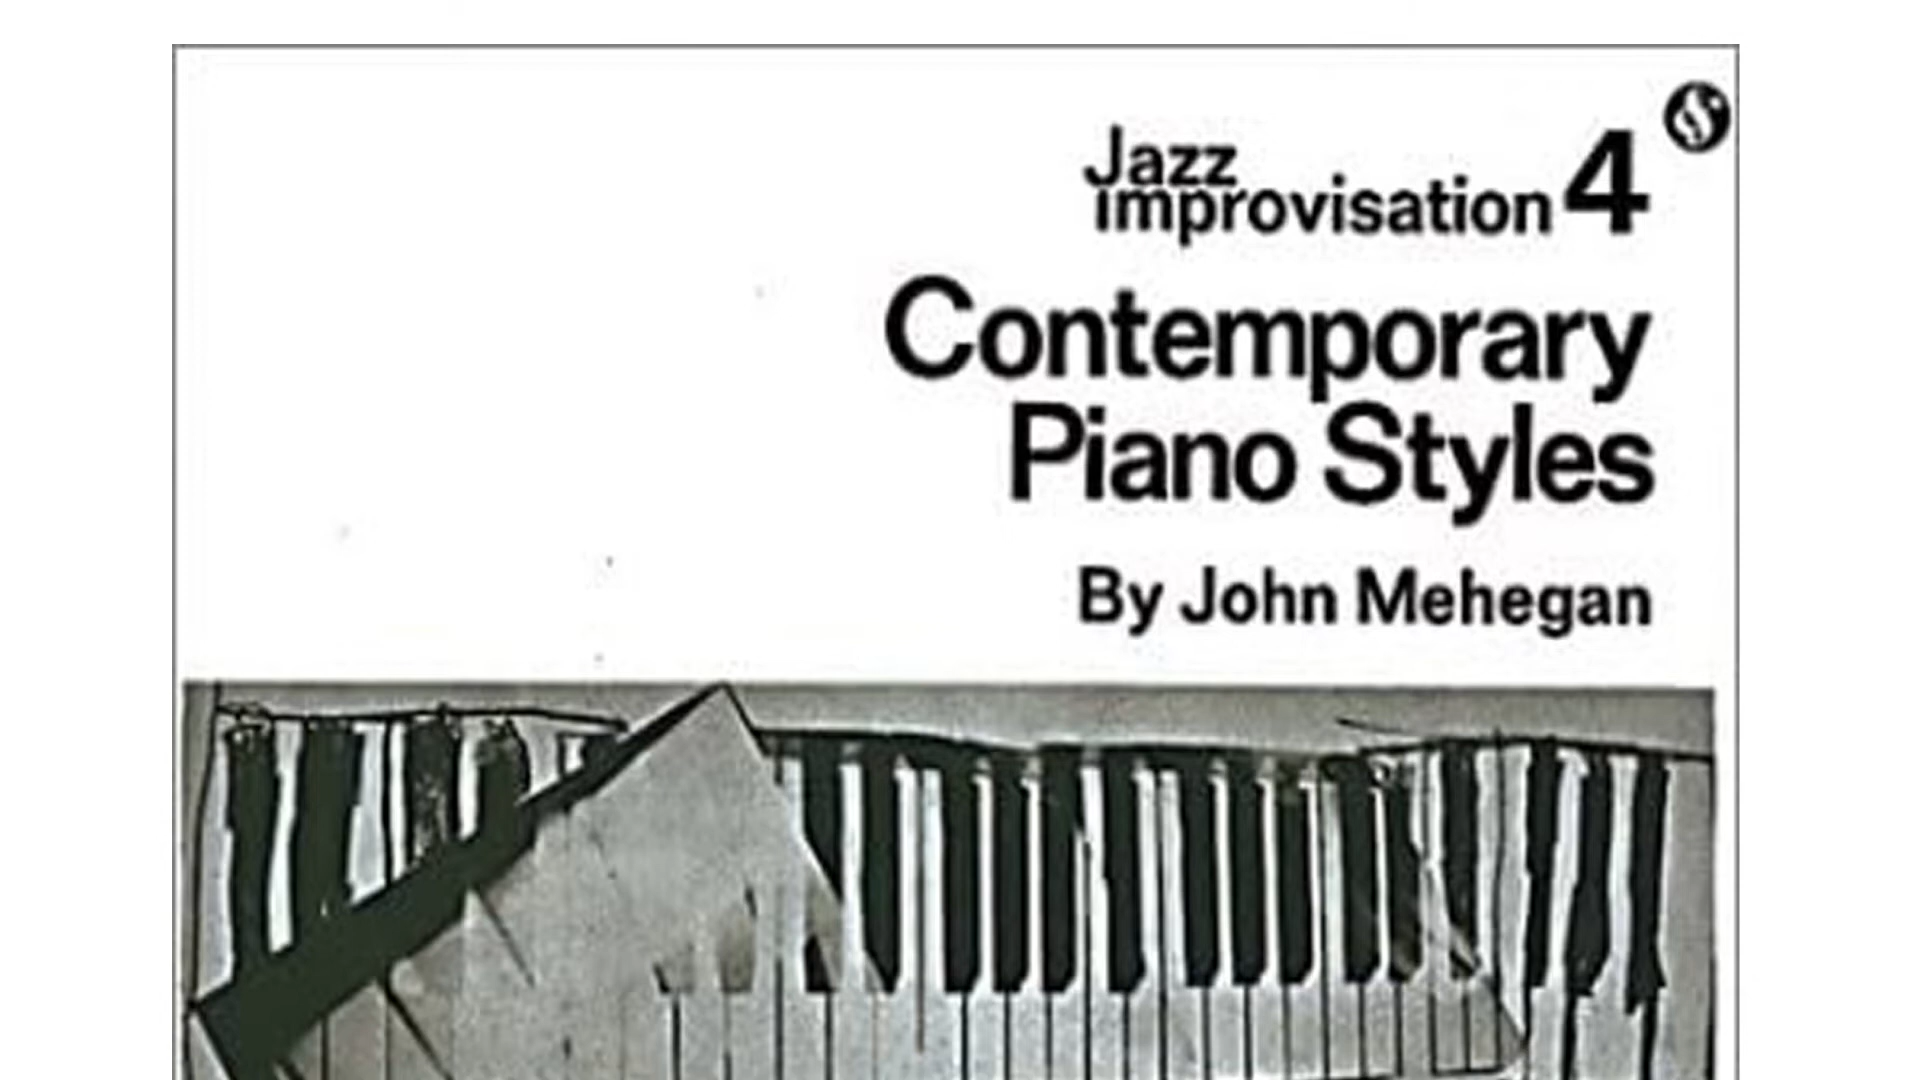 Jazz
improvisation 4
Contemporary
Piano Styles
By John Mehegan